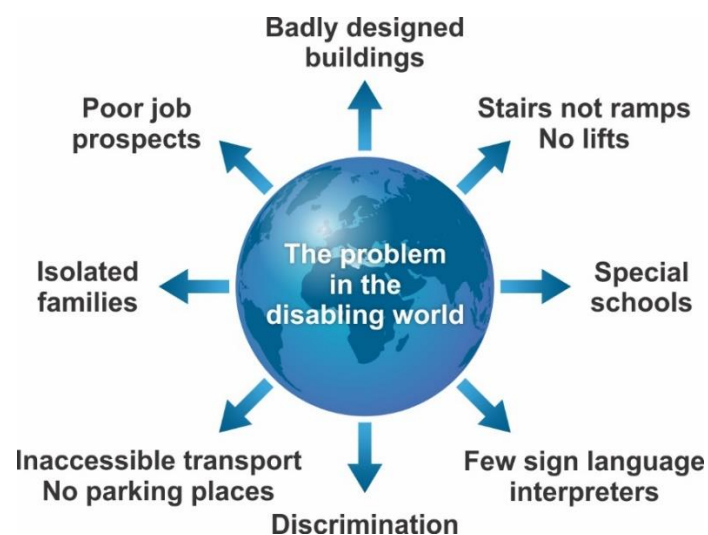 Badly designed
buildings
Poor job
prospects
Stairs not ramps
No lifts
The problem
in the
disabling world
Isolated
families
Special
schools
Inaccessible transport
No parking places
Few sign language
interpreters
Discrimination